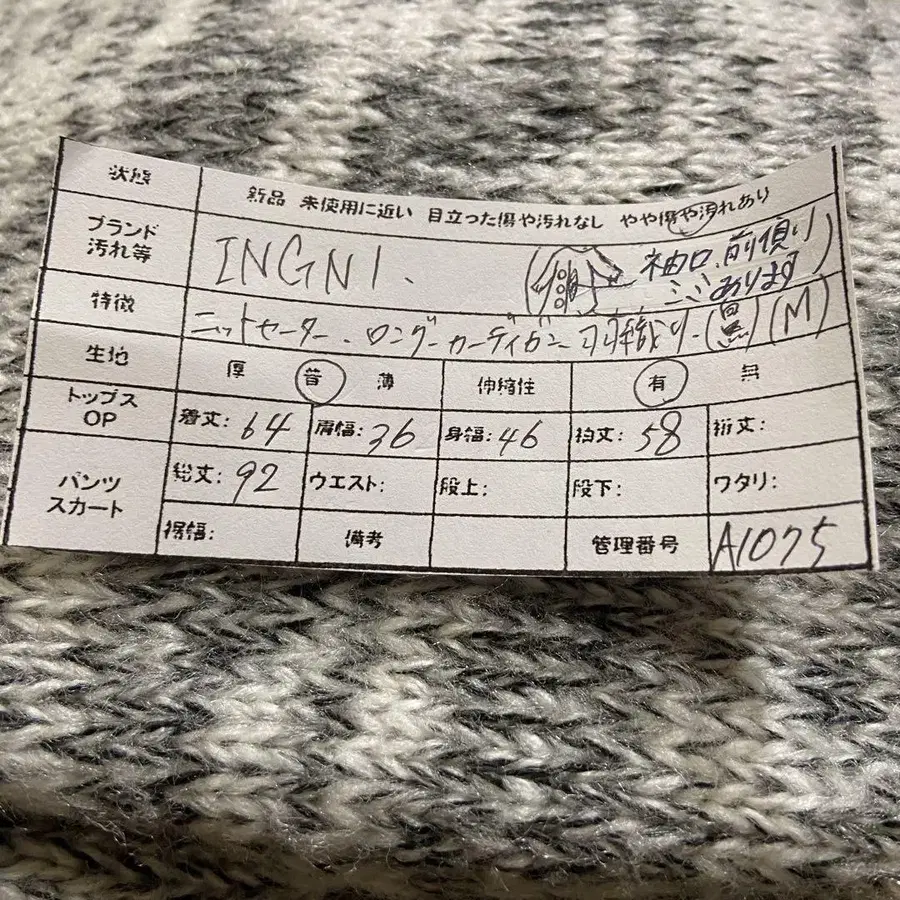 状態 新品 未使用に近い 目立った傷や汚れなし やや傷や汚れあり
ブランド 汚れ等 INGNI. 袖口、前傾り シミあります
特徴 ニットセーター、ロングカーディガン 羽織り (黒)(M)
生地 厚 普 薄 伸縮性 有 無
トップス OP 着丈: 64 肩幅: 36 身幅: 46 袖丈: 58 裄丈:
パンツ スカート 総丈: 92 ウエスト: 股上: 股下: ワタリ:
裾幅: 備考 管理番号 A1075